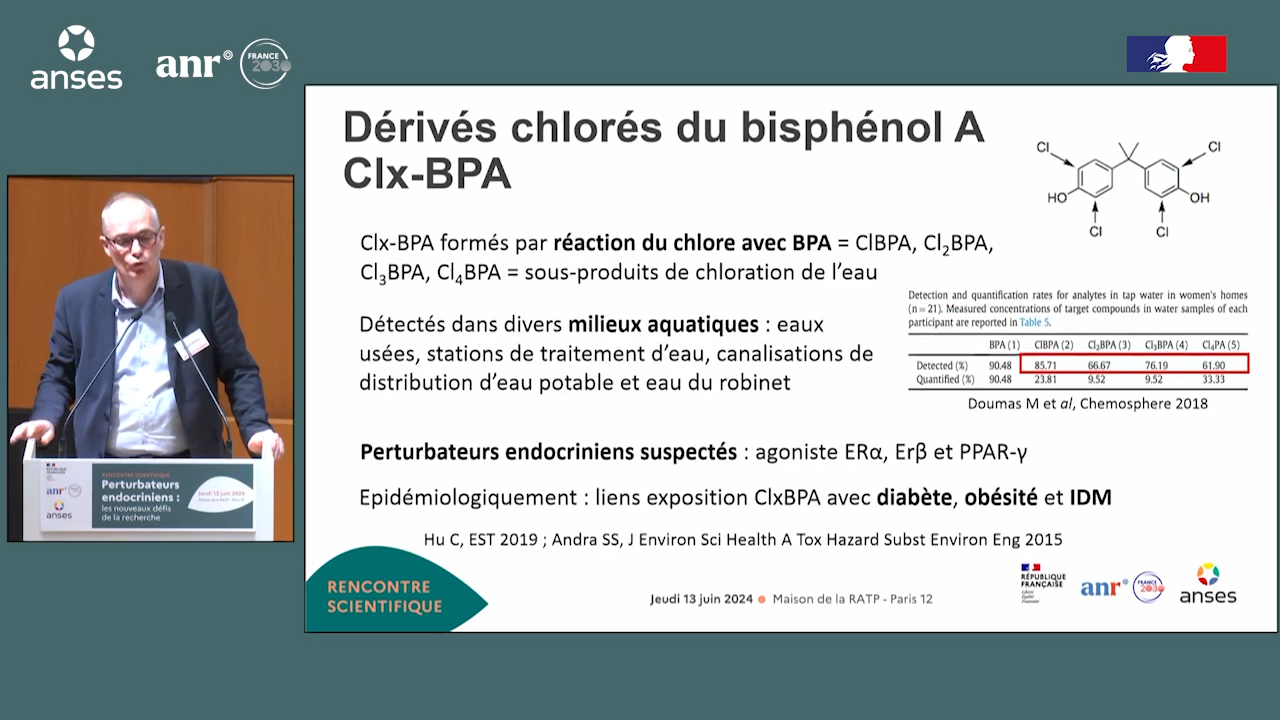 anses
anr
FRANCE
2030
Dérivés chlorés du bisphénol A
Clx-BPA
Cl
Cl
HO
OH
Cl
Cl
Clx-BPA formés par réaction du chlore avec BPA = ClBPA, Cl₂BPA,
Cl₃BPA, Cl₄BPA = sous-produits de chloration de l'eau
Détectés dans divers milieux aquatiques : eaux
usées, stations de traitement d'eau, canalisations de
distribution d'eau potable et eau du robinet
Detection and quantification rates for analytes in tap water in women's homes
(n=21). Measured concentrations of target compounds in water samples of each
participant are reported in Table 5.
BPA (1) ClBPA (2) Cl₂BPA (3) Cl₃BPA (4) Cl₄PA (5)
Detected (%) 90.48 85.71 66.67 76.19 61.90
Quantified (%) 90.48 23.81 9.52 9.52 33.33
Doumas M et al, Chemosphere 2018
Perturbateurs endocriniens suspectés : agoniste ERα, Erβ et PPAR-γ
Epidémiologiquement : liens exposition ClxBPA avec diabète, obésité et IDM
Hu C, EST 2019 ; Andra SS, J Environ Sci Health A Tox Hazard Subst Environ Eng 2015
RENCONTRE
SCIENTIFIQUE
Jeudi 13 juin 2024 • Maison de la RATP - Paris 12
RÉPUBLIQUE
FRANÇAISE
anr
FRANCE
2030
anses
RENCONTRE SCIENTIFIQUE
Perturbateurs
endocriniens :
les nouveaux défis
de la recherche
Jeudi 13 juin 2024
anr
anses